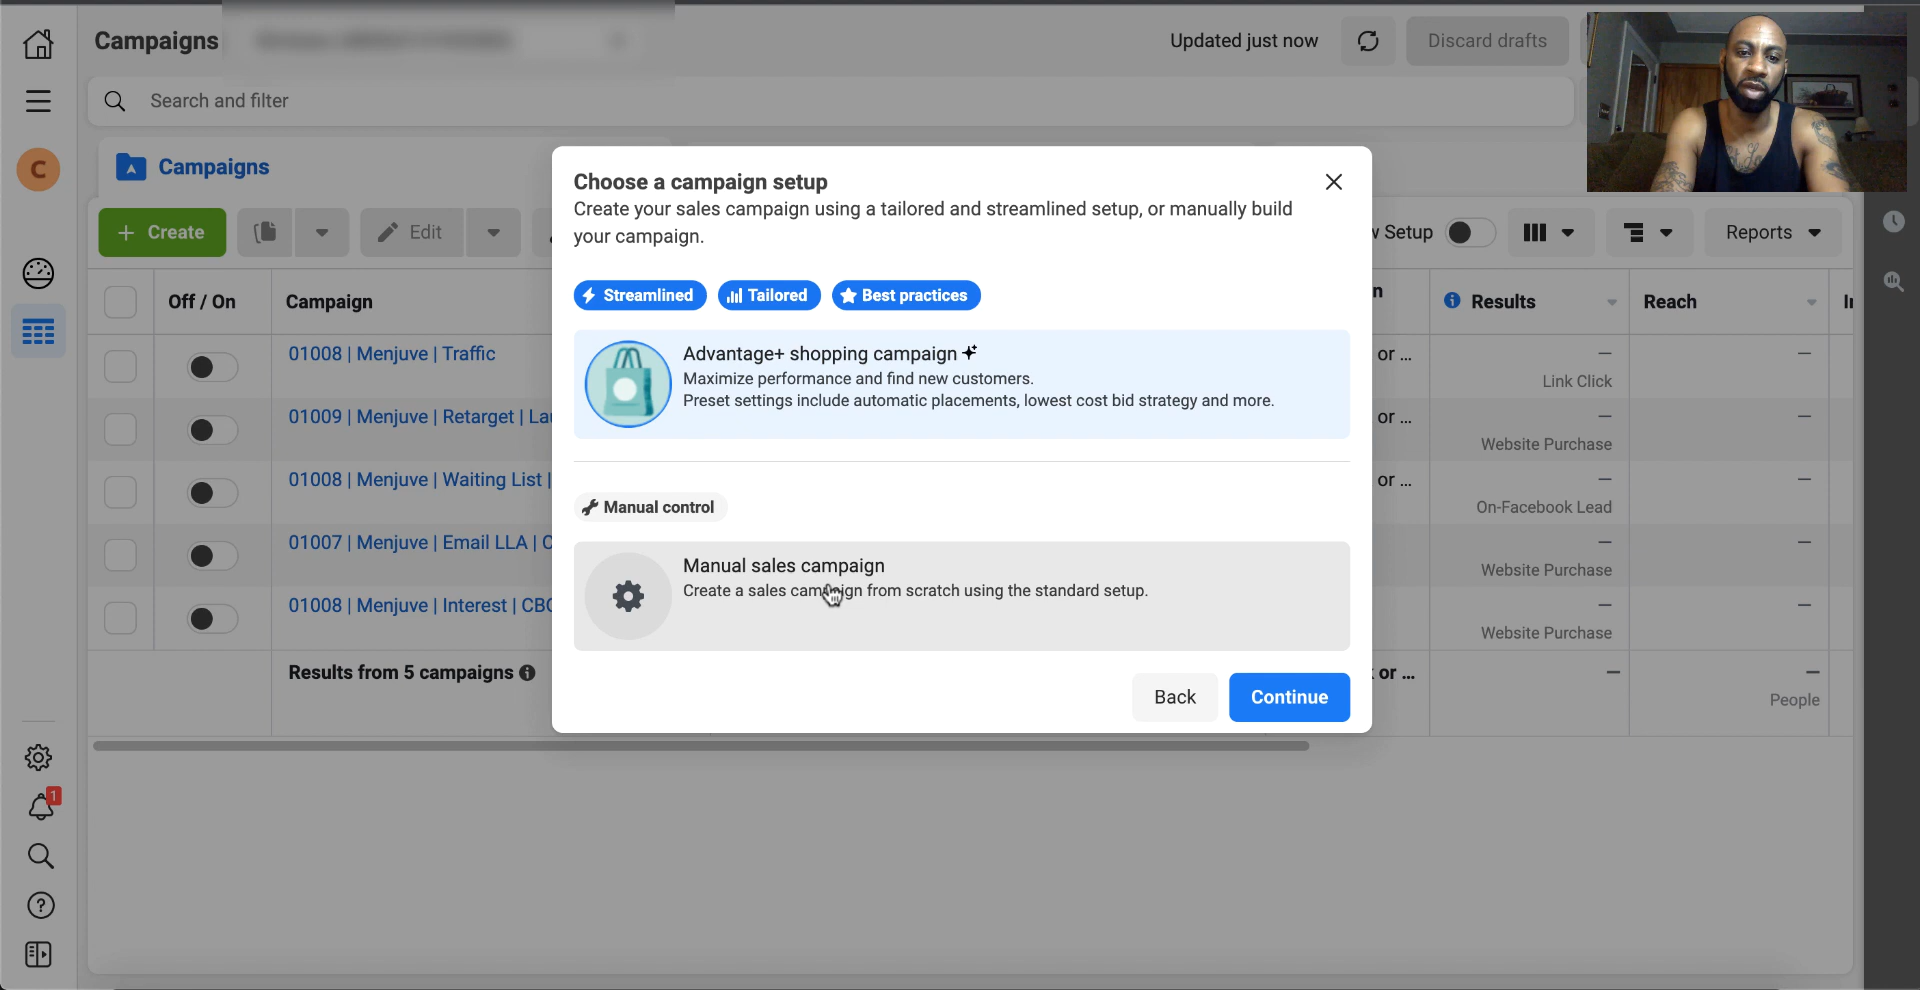 Campaigns
Updated just now
Discard drafts
Search and filter
C
Campaigns
Create
Edit
Setup
Reports
Off / On
Campaign
Results
Reach
01008 | Menjuve | Traffic
or ...
—
Link Click
—
01009 | Menjuve | Retarget |
or ...
—
Website Purchase
—
01008 | Menjuve | Waiting List |
or ...
—
On-Facebook Lead
—
01007 | Menjuve | Email LLA |
—
Website Purchase
—
01008 | Menjuve | Interest | CBO
—
Website Purchase
—
Results from 5 campaigns
or ...
—
—
People
1
Choose a campaign setup
Create your sales campaign using a tailored and streamlined setup, or manually build
your campaign.
Streamlined
Tailored
Best practices
Advantage+ shopping campaign
Maximize performance and find new customers.
Preset settings include automatic placements, lowest cost bid strategy and more.
Manual control
Manual sales campaign
Create a sales campaign from scratch using the standard setup.
Back
Continue